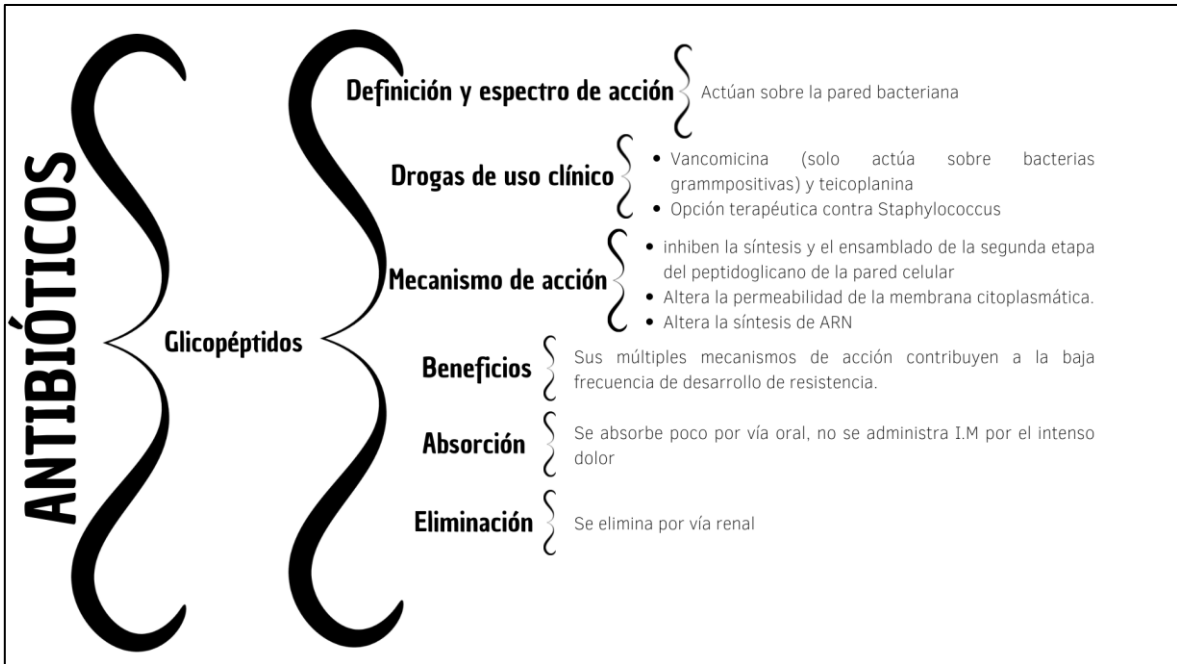 ANTIBIÓTICOS
Glicopéptidos
Definición y espectro de acción
Actúan sobre la pared bacteriana
Drogas de uso clínico
• Vancomicina (solo actúa sobre bacterias
grammpositivas) y teicoplanina
• Opción terapéutica contra Staphylococcus
Mecanismo de acción
• inhiben la síntesis y el ensamblado de la segunda etapa
del peptidoglicano de la pared celular
• Altera la permeabilidad de la membrana citoplasmática.
• Altera la síntesis de ARN
Beneficios
Sus múltiples mecanismos de acción contribuyen a la baja
frecuencia de desarrollo de resistencia.
Absorción
Se absorbe poco por vía oral, no se administra I.M por el intenso
dolor
Eliminación
Se elimina por vía renal